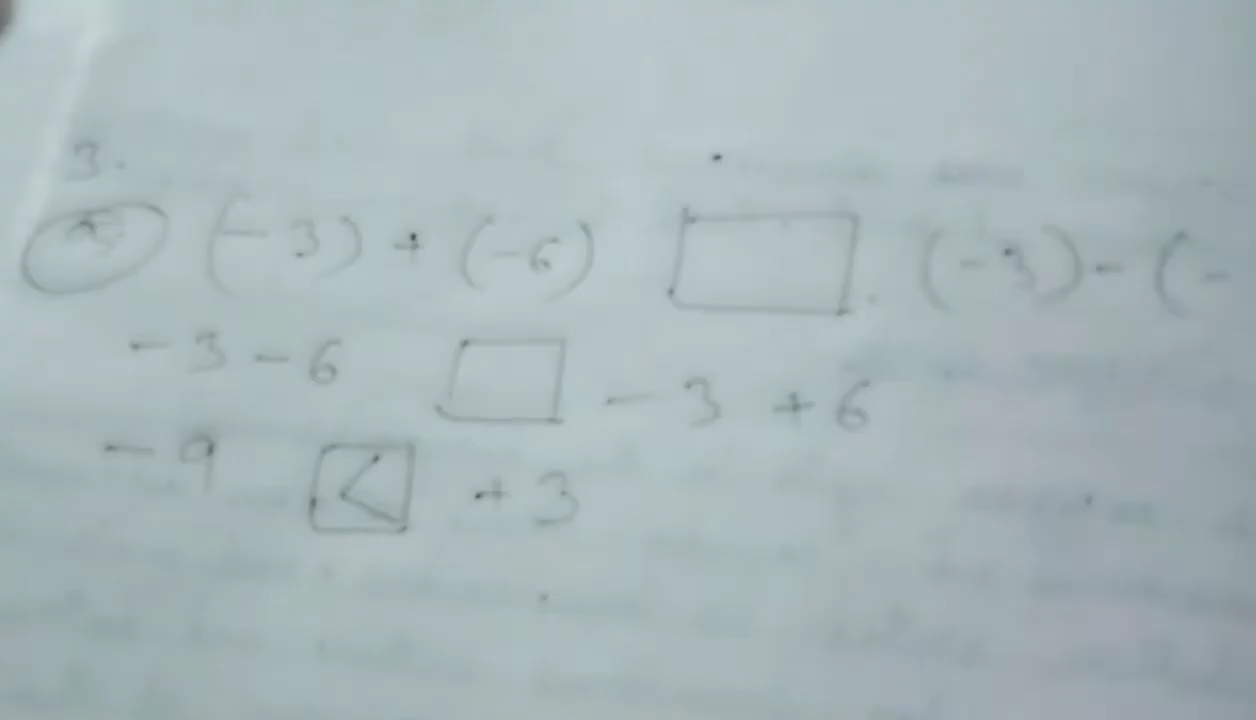 3.
(-3) + (-6) □ (-3) - (-
-3 - 6 □ -3 + 6
-9 < +3